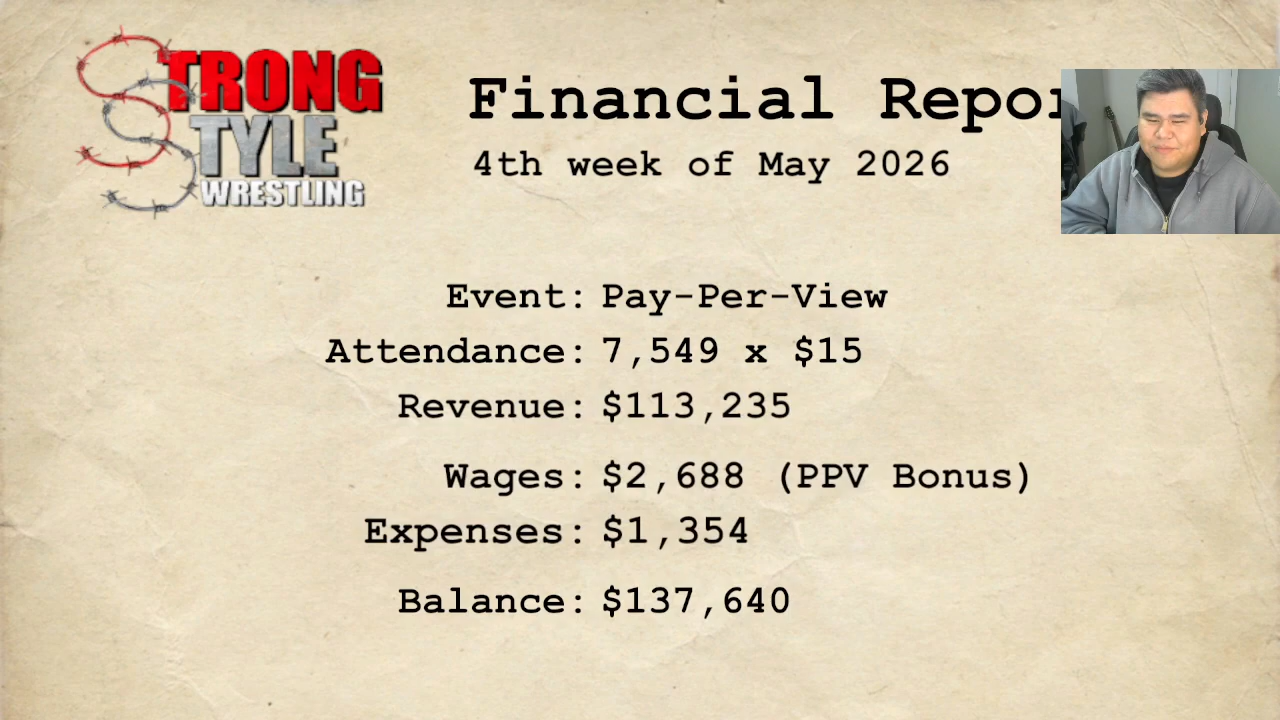 STRONG
STYLE
WRESTLING
Financial Repor
4th week of May 2026
Event: Pay-Per-View
Attendance: 7,549 x $15
Revenue: $113,235
Wages: $2,688 (PPV Bonus)
Expenses: $1,354
Balance: $137,640